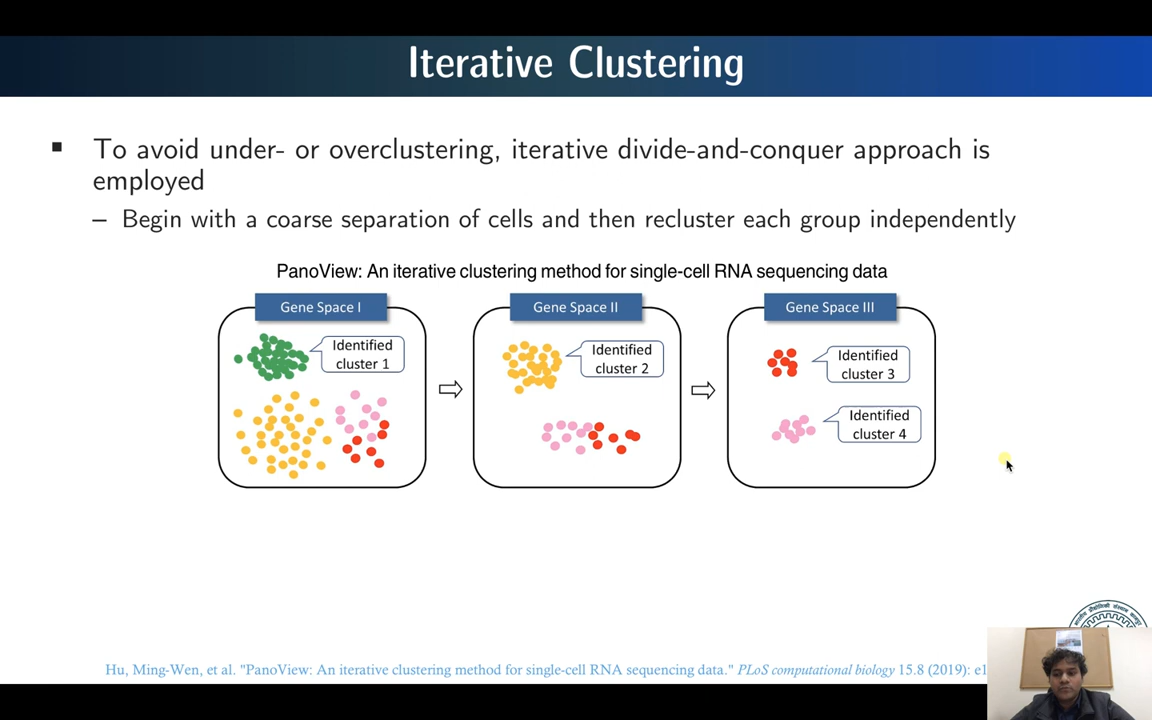 Iterative Clustering
To avoid under- or overclustering, iterative divide-and-conquer approach is
employed
– Begin with a coarse separation of cells and then recluster each group independently
PanoView: An iterative clustering method for single-cell RNA sequencing data
Gene Space I
Identified
cluster 1
Gene Space II
Identified
cluster 2
Gene Space III
Identified
cluster 3
Identified
cluster 4
Hu, Ming-Wen, et al. "PanoView: An iterative clustering method for single-cell RNA sequencing data." PLoS computational biology 15.8 (2019):